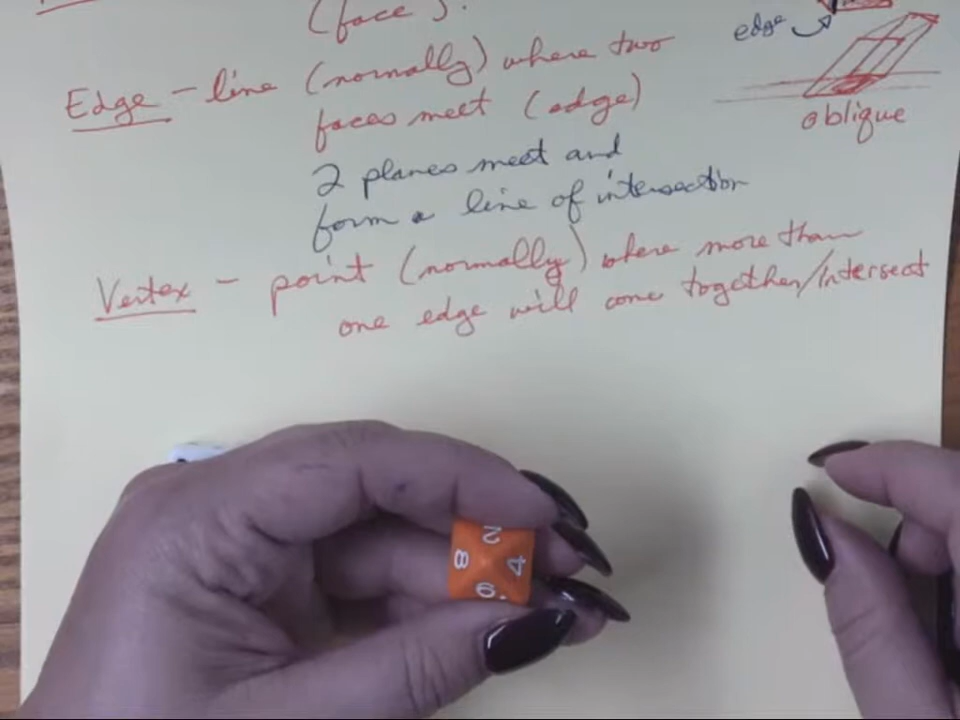 (face).
edge
Edge - line (normally) where two
faces meet (edge)
oblique
2 planes meet and
form a line of intersection
Vertex - point (normally) where more than
one edge will come together/intersect
2
8 4
6.